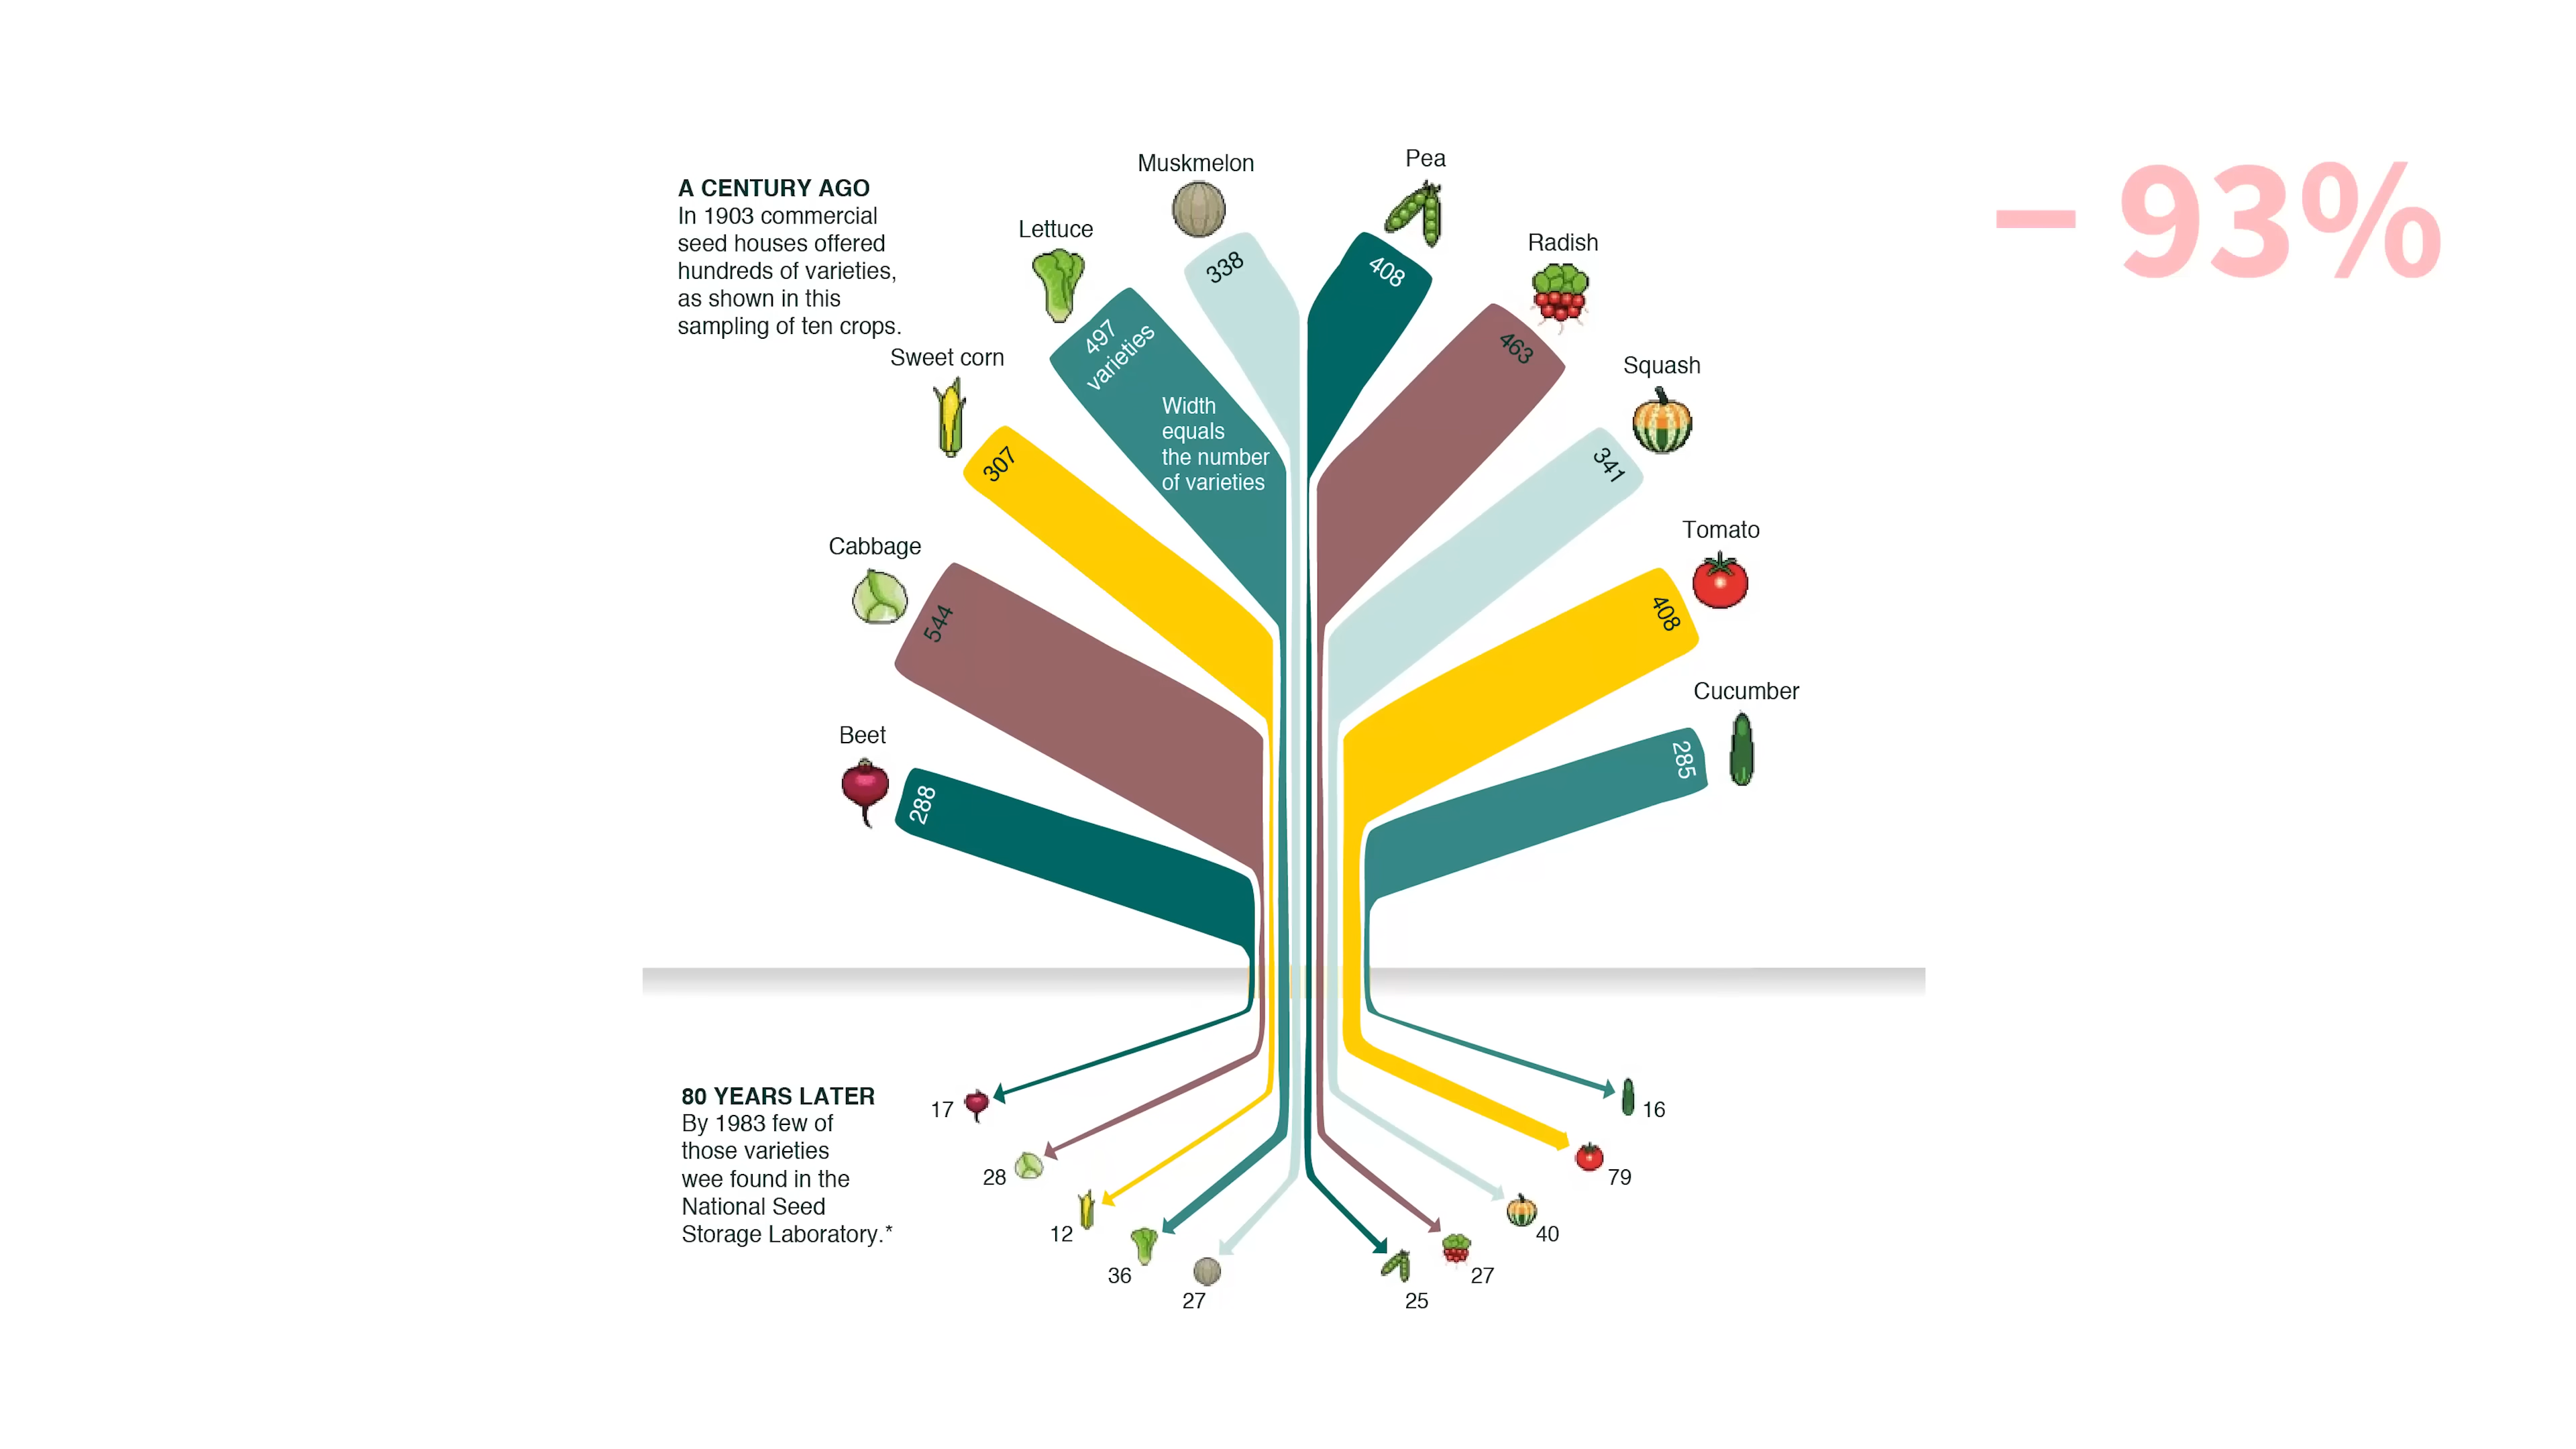 − 93%
A CENTURY AGO
In 1903 commercial
seed houses offered
hundreds of varieties,
as shown in this
sampling of ten crops.
Muskmelon
338
Pea
408
Lettuce
497
varieties
Width
equals
the number
of varieties
Radish
463
Sweet corn
307
Squash
341
Cabbage
544
Tomato
408
Beet
288
Cucumber
285
80 YEARS LATER
By 1983 few of
those varieties
wee found in the
National Seed
Storage Laboratory.*
17
28
12
36
27
25
27
40
79
16